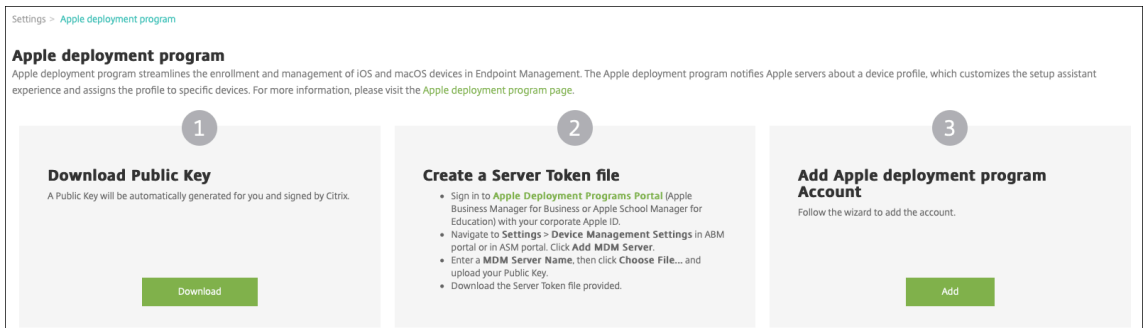 Settings > Apple deployment program
Apple deployment program
Apple deployment program streamlines the enrollment and management of iOS and macOS devices in Endpoint Management. The Apple deployment program notifies Apple servers about a device profile, which customizes the setup assistant
experience and assigns the profile to specific devices. For more information, please visit the Apple deployment program page.
1
Download Public Key
A Public Key will be automatically generated for you and signed by Citrix.
Download
2
Create a Server Token file
• Sign in to Apple Deployment Programs Portal (Apple
Business Manager for Business or Apple School Manager for
Education) with your corporate Apple ID.
• Navigate to Settings > Device Management Settings in ABM
portal or in ASM portal. Click Add MDM Server.
• Enter a MDM Server Name, then click Choose File... and
upload your Public Key.
• Download the Server Token file provided.
3
Add Apple deployment program
Account
Follow the wizard to add the account.
Add